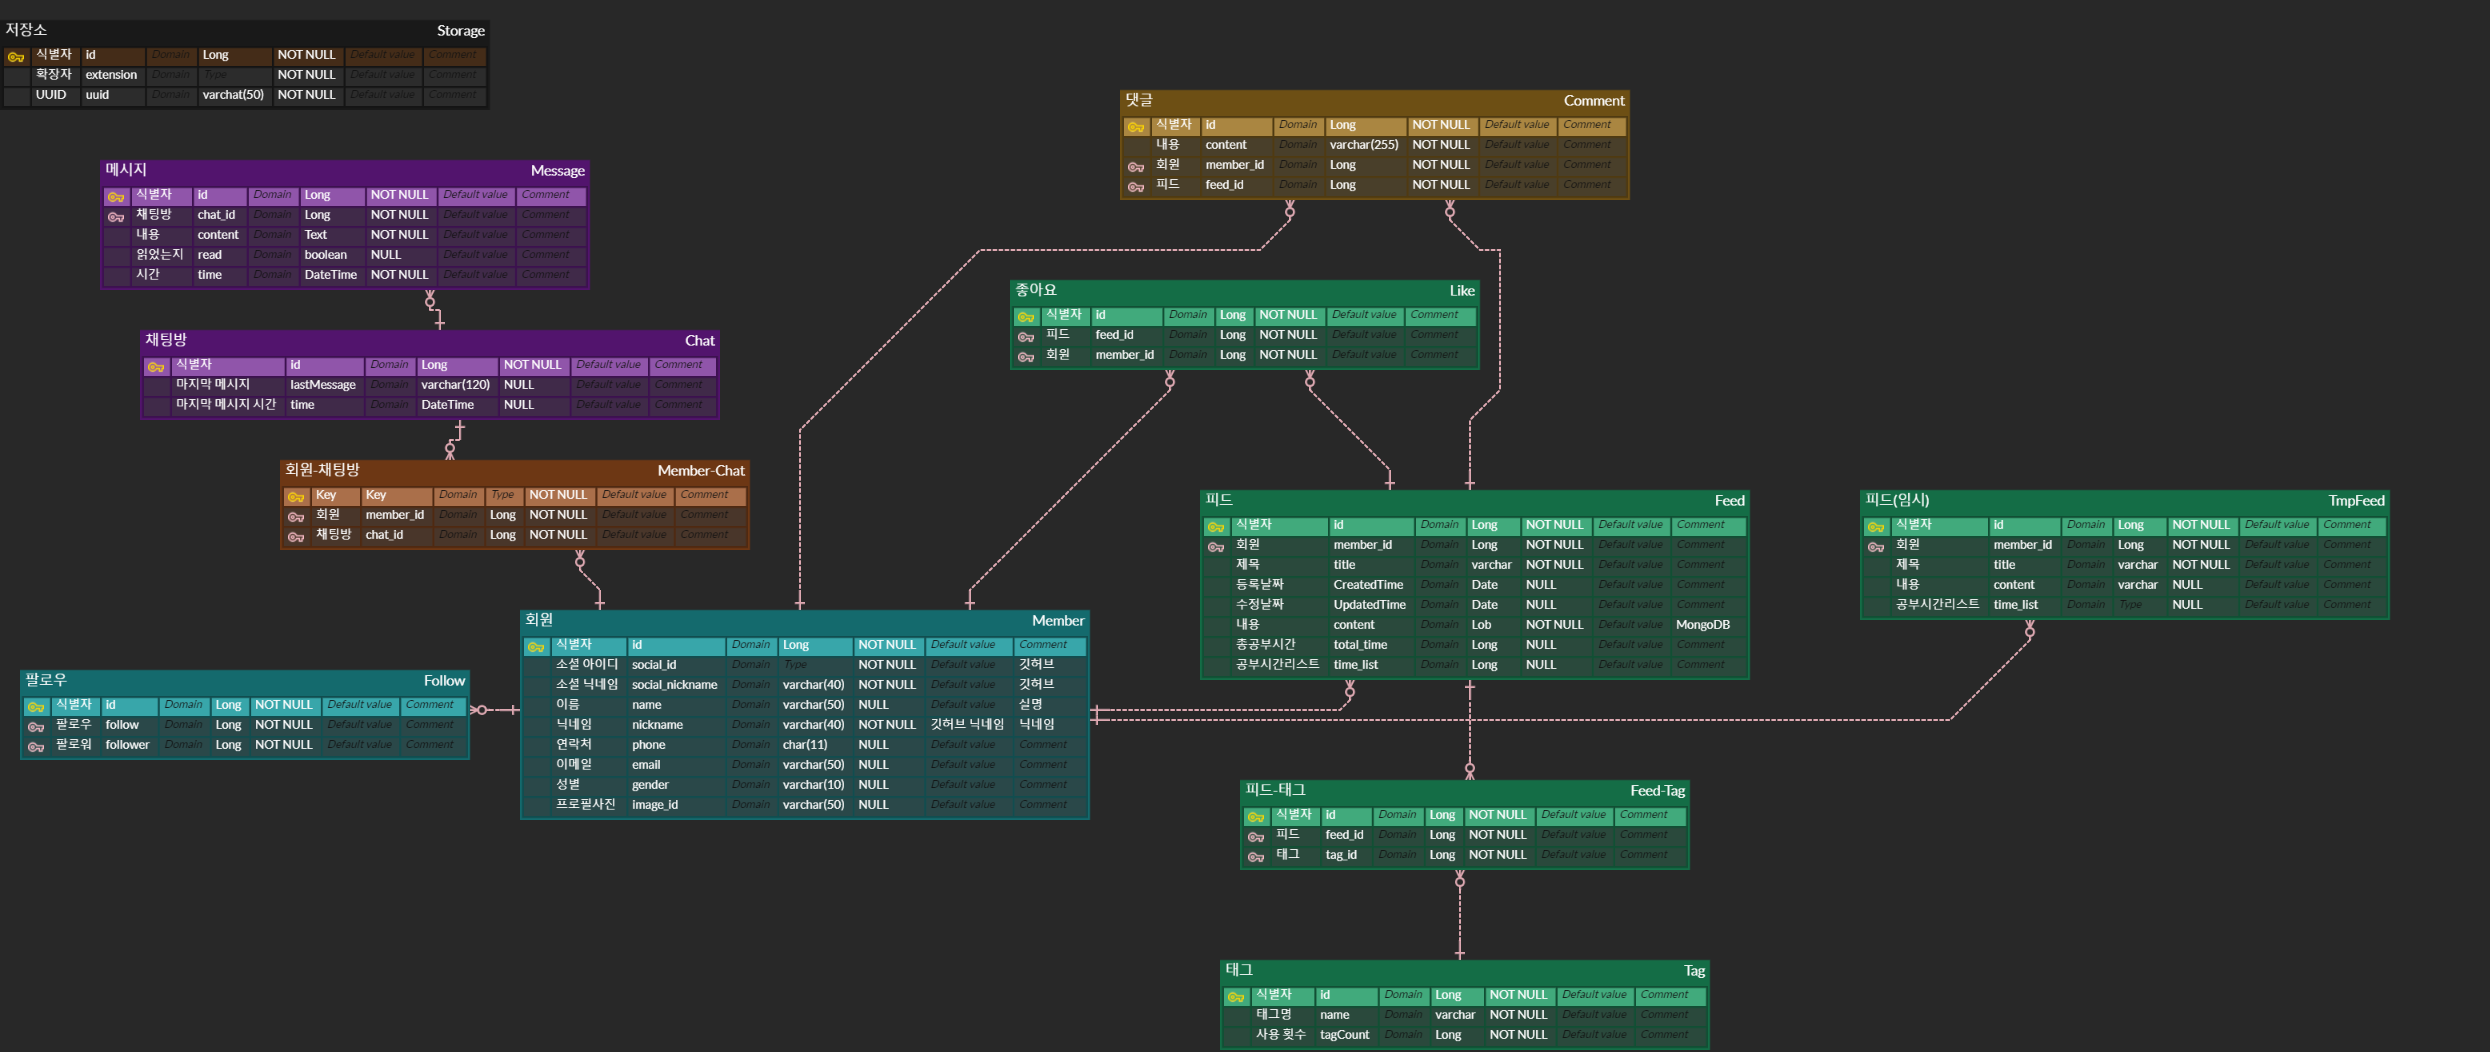 저장소 Storage
식별자 id Domain Long NOT NULL Default value Comment
확장자 extension Domain Type NOT NULL Default value Comment
UUID uuid Domain varchat(50) NOT NULL Default value Comment
메시지 Message
식별자 id Domain Long NOT NULL Default value Comment
채팅방 chat_id Domain Long NOT NULL Default value Comment
내용 content Domain Text NOT NULL Default value Comment
읽었는지 read Domain boolean NULL Default value Comment
시간 time Domain DateTime NOT NULL Default value Comment
채팅방 Chat
식별자 id Domain Long NOT NULL Default value Comment
마지막 메시지 lastMessage Domain varchar(120) NULL Default value Comment
마지막 메시지 시간 time Domain DateTime NULL Default value Comment
회원-채팅방 Member-Chat
Key Key Domain Type NOT NULL Default value Comment
회원 member_id Domain Long NOT NULL Default value Comment
채팅방 chat_id Domain Long NOT NULL Default value Comment
팔로우 Follow
식별자 id Domain Long NOT NULL Default value Comment
팔로우 follow Domain Long NOT NULL Default value Comment
팔로워 follower Domain Long NOT NULL Default value Comment
회원 Member
식별자 id Domain Long NOT NULL Default value Comment
소셜 아이디 social_id Domain Type NOT NULL Default value 깃허브
소셜 닉네임 social_nickname Domain varchar(40) NOT NULL Default value 깃허브
이름 name Domain varchar(50) NULL Default value 실명
닉네임 nickname Domain varchar(40) NOT NULL 깃허브 닉네임 닉네임
연락처 phone Domain char(11) NULL Default value Comment
이메일 email Domain varchar(50) NULL Default value Comment
성별 gender Domain varchar(10) NULL Default value Comment
프로필사진 image_id Domain varchar(50) NULL Default value Comment
댓글 Comment
식별자 id Domain Long NOT NULL Default value Comment
내용 content Domain varchar(255) NOT NULL Default value Comment
회원 member_id Domain Long NOT NULL Default value Comment
피드 feed_id Domain Long NOT NULL Default value Comment
좋아요 Like
식별자 id Domain Long NOT NULL Default value Comment
피드 feed_id Domain Long NOT NULL Default value Comment
회원 member_id Domain Long NOT NULL Default value Comment
피드 Feed
식별자 id Domain Long NOT NULL Default value Comment
회원 member_id Domain Long NOT NULL Default value Comment
제목 title Domain varchar NOT NULL Default value Comment
등록날짜 CreatedTime Domain Date NULL Default value Comment
수정날짜 UpdatedTime Domain Date NULL Default value Comment
내용 content Domain Lob NOT NULL Default value MongoDB
총공부시간 total_time Domain Long NULL Default value Comment
공부시간리스트 time_list Domain Long NULL Default value Comment
피드(임시) TmpFeed
식별자 id Domain Long NOT NULL Default value Comment
회원 member_id Domain Long NOT NULL Default value Comment
제목 title Domain varchar NOT NULL Default value Comment
내용 content Domain varchar NULL Default value Comment
공부시간리스트 time_list Domain Type NULL Default value Comment
피드-태그 Feed-Tag
식별자 id Domain Long NOT NULL Default value Comment
피드 feed_id Domain Long NOT NULL Default value Comment
태그 tag_id Domain Long NOT NULL Default value Comment
태그 Tag
식별자 id Domain Long NOT NULL Default value Comment
태그명 name Domain varchar NOT NULL Default value Comment
사용 횟수 tagCount Domain Long NOT NULL Default value Comment